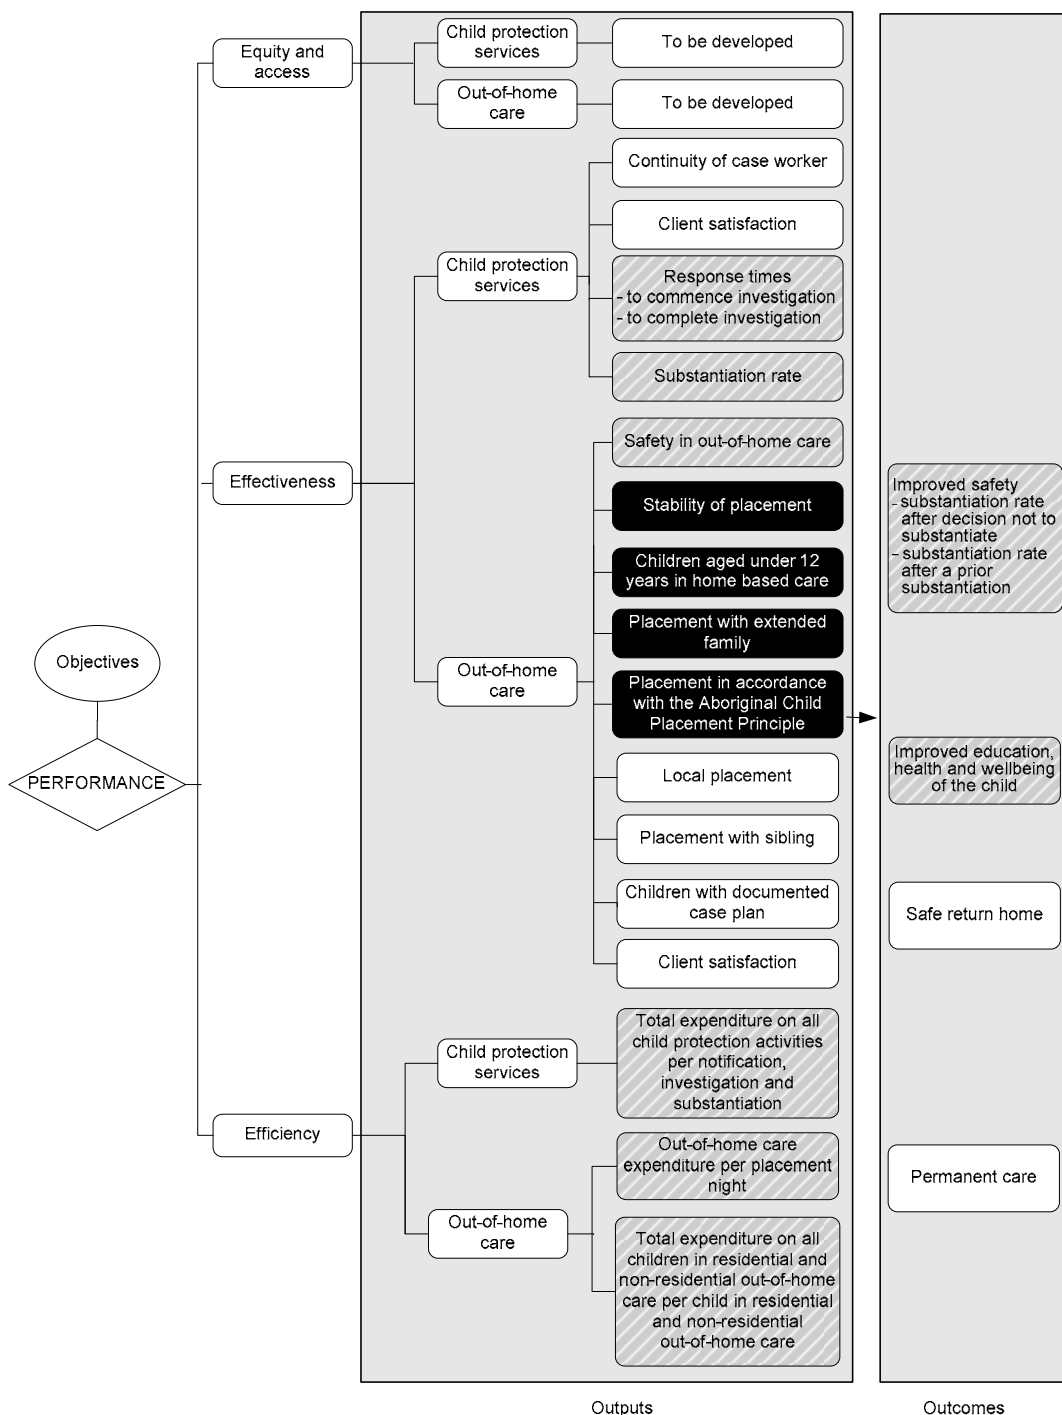 Equity and
access
Child protection
services
To be developed
Out-of-home
care
To be developed
Continuity of case worker
Client satisfaction
Child protection
services
Response times
- to commence investigation
- to complete investigation
Substantiation rate
Effectiveness
Safety in out-of-home care
Stability of placement
Children aged under 12
years in home based care
Placement with extended
family
Out-of-home
care
Placement in accordance
with the Aboriginal Child
Placement Principle
Local placement
Placement with sibling
Children with documented
case plan
Client satisfaction
Objectives
PERFORMANCE
Efficiency
Child protection
services
Total expenditure on all
child protection activities
per notification,
investigation and
substantiation
Out-of-home
care
Out-of-home care
expenditure per placement
night
Total expenditure on all
children in residential and
non-residential out-of-home
care per child in residential
and non-residential
out-of-home care
Outputs
Improved safety
- substantiation rate
after decision not to
substantiate
- substantiation rate
after a prior
substantiation
Improved education,
health and wellbeing
of the child
Safe return home
Permanent care
Outcomes